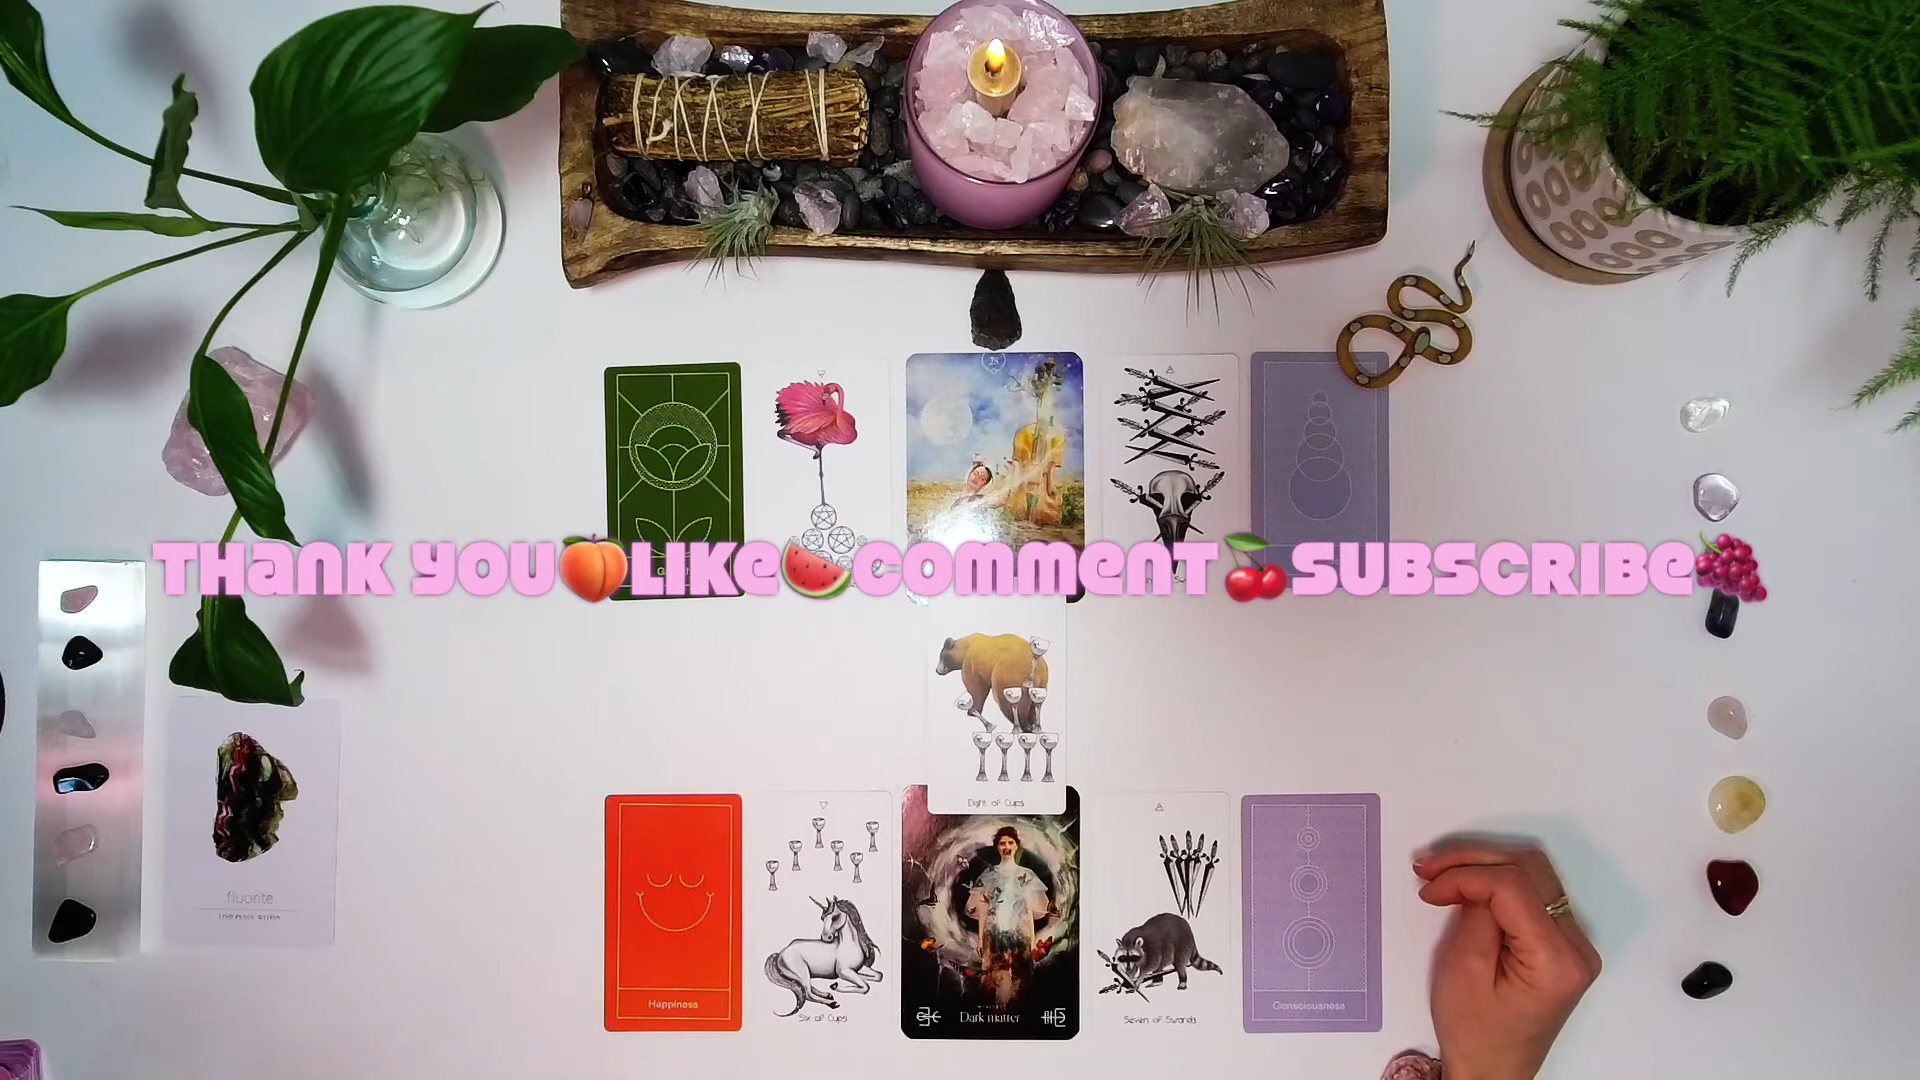 28
THANK YOU🍑LIKE🍉COMMENT🍒SUBSCRIBE🍇
Eight of Cups
fluorite
Happiness
Six of Cups
Dark matter
Seven of Swords
Consciousness